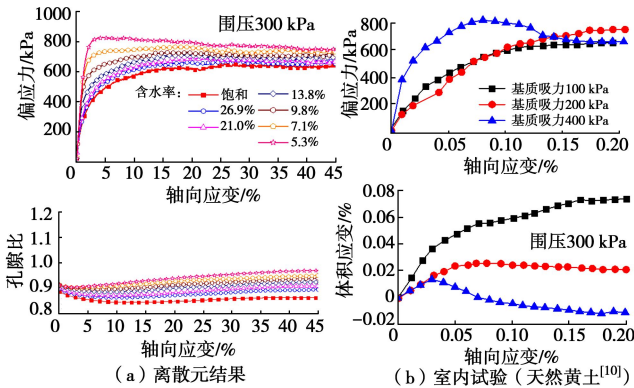 围压300 kPa
偏应力/kPa
800
600
400
200
0
含水率：
饱和
26.9%
21.0%
13.8%
9.8%
7.1%
5.3%
0 5 10 15 20 25 30 35 40 45
轴向应变/%
孔隙比
1.2
1.1
1.0
0.9
0.8
0 5 10 15 20 25 30 35 40 45
轴向应变/%
（a）离散元结果
偏应力/kPa
800
600
400
200
0
基质吸力100 kPa
基质吸力200 kPa
基质吸力400 kPa
0 0.05 0.10 0.15 0.20
轴向应变/%
体积应变/%
0.08
0.06
0.04
0.02
0
−0.02
围压300 kPa
0.05 0.10 0.15 0.20
轴向应变/%
（b）室内试验（天然黄土[10]）